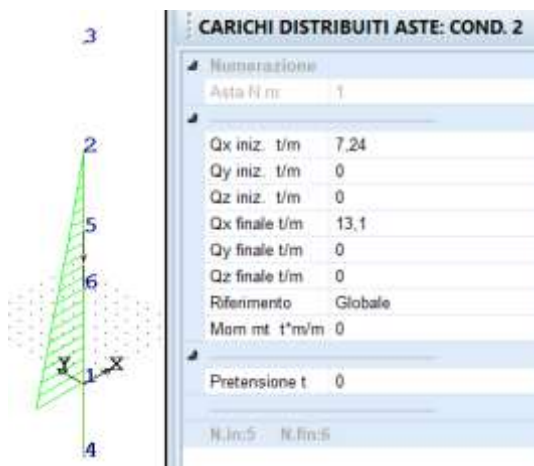 3
2
5
6
Y
X
1
4
CARICHI DISTRIBUITI ASTE: COND. 2
Numerazione
Asta N.nr. 1
Qx iniz. t/m 7,24
Qy iniz. t/m 0
Qz iniz. t/m 0
Qx finale t/m 13,1
Qy finale t/m 0
Qz finale t/m 0
Riferimento Globale
Mom mt t*m/m 0
Pretensione t 0
N.in:5 N.fin:6